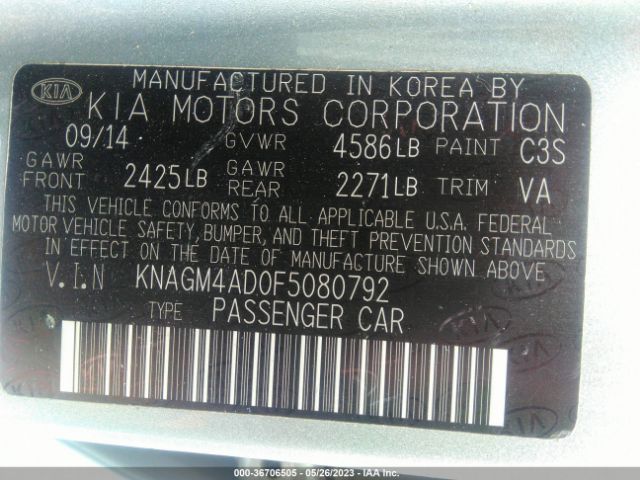 KIA MANUFACTURED IN KOREA BY
KIA MOTORS CORPORATION
09/14 GVWR 4586LB PAINT C3S
GAWR FRONT 2425LB GAWR REAR 2271LB TRIM VA
THIS VEHICLE CONFORMS TO ALL APPLICABLE U.S.A. FEDERAL
MOTOR VEHICLE SAFETY, BUMPER, AND THEFT PREVENTION STANDARDS
IN EFFECT ON THE DATE OF MANUFACTURE SHOWN ABOVE
V.I.N KNAGM4AD0F5080792
TYPE PASSENGER CAR
KIA
000-36706505 - 05/26/2023 - IAA Inc.